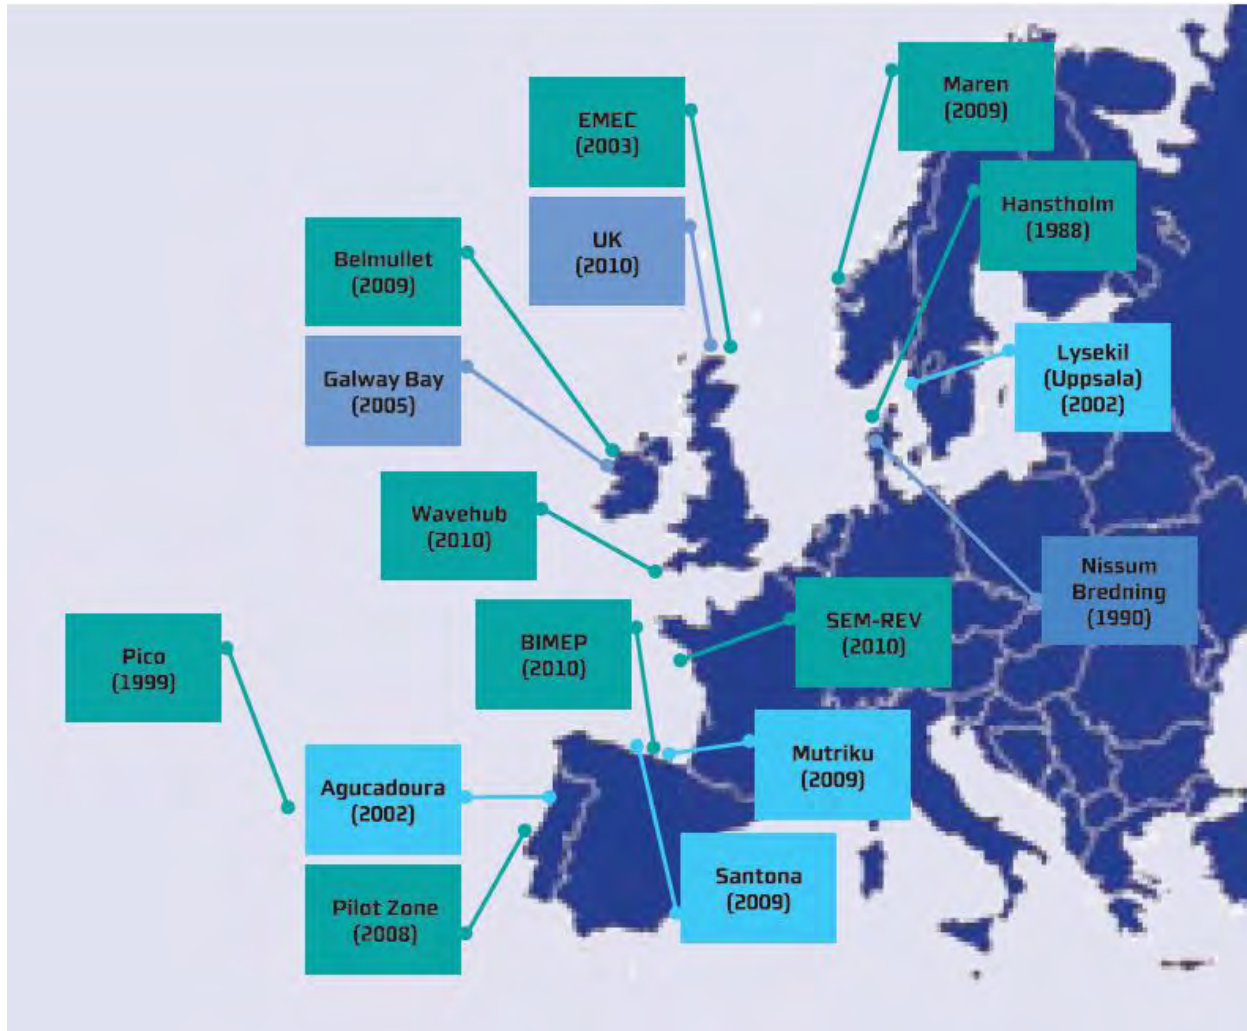 Maren
(2009)
EMEC
(2003)
Hanstholm
(1988)
UK
(2010)
Belmullet
(2009)
Lysekil
(Uppsala)
(2002)
Galway Bay
(2005)
Wavehub
(2010)
Nissum
Bredning
(1990)
SEM-REV
(2010)
BIMEP
(2010)
Pico
(1999)
Mutriku
(2009)
Agucadoura
(2002)
Santona
(2009)
Pilot Zone
(2008)